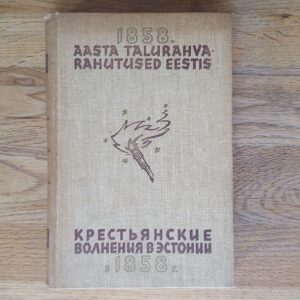 1858.
AASTA TALURAHVA-
RAHUTUSED EESTIS
КРЕСТЬЯНСКИЕ
ВОЛНЕНИЯ В ЭСТОНИИ
В 1858 Г.